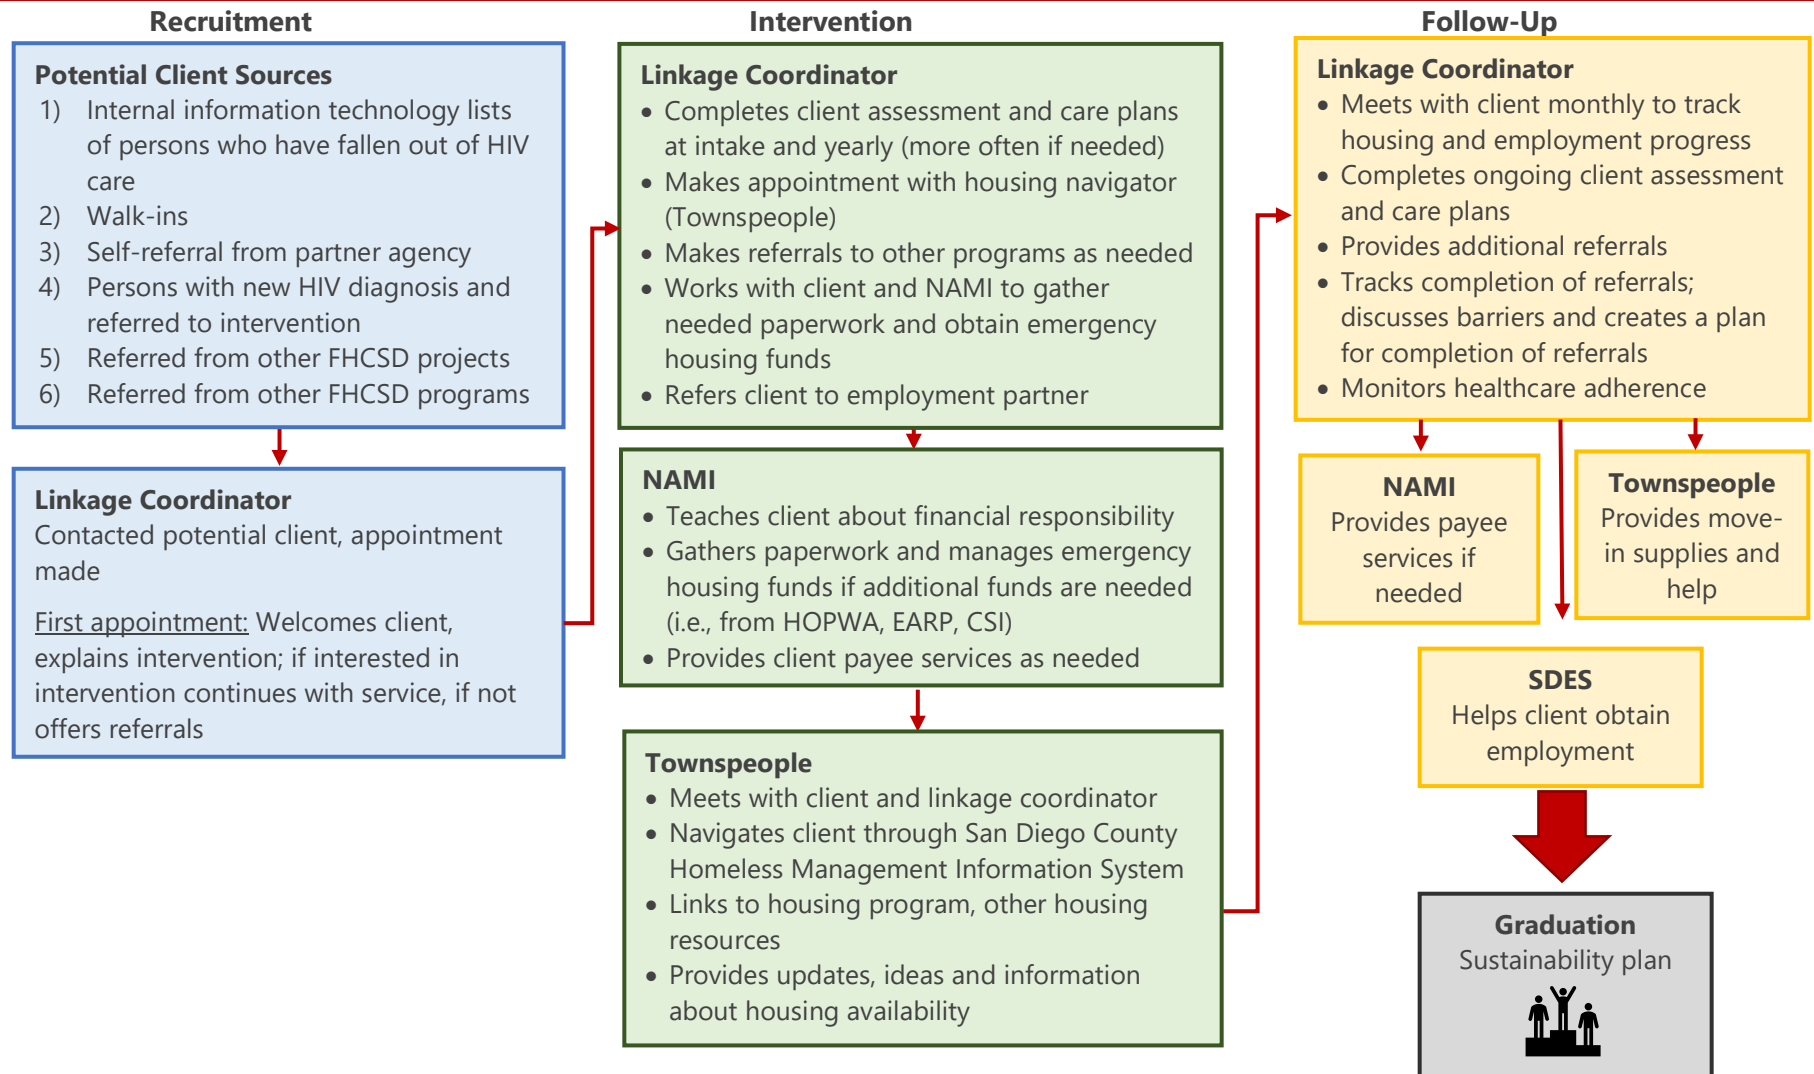 Recruitment
Potential Client Sources
1) Internal information technology lists
of persons who have fallen out of HIV
care
2) Walk-ins
3) Self-referral from partner agency
4) Persons with new HIV diagnosis and
referred to intervention
5) Referred from other FHCSD projects
6) Referred from other FHCSD programs
Linkage Coordinator
Contacted potential client, appointment
made
First appointment: Welcomes client,
explains intervention; if interested in
intervention continues with service, if not
offers referrals
Intervention
Linkage Coordinator
• Completes client assessment and care plans
at intake and yearly (more often if needed)
• Makes appointment with housing navigator
(Townspeople)
• Makes referrals to other programs as needed
• Works with client and NAMI to gather
needed paperwork and obtain emergency
housing funds
• Refers client to employment partner
NAMI
• Teaches client about financial responsibility
• Gathers paperwork and manages emergency
housing funds if additional funds are needed
(i.e., from HOPWA, EARP, CSI)
• Provides client payee services as needed
Townspeople
• Meets with client and linkage coordinator
• Navigates client through San Diego County
Homeless Management Information System
• Links to housing program, other housing
resources
• Provides updates, ideas and information
about housing availability
Follow-Up
Linkage Coordinator
• Meets with client monthly to track
housing and employment progress
• Completes ongoing client assessment
and care plans
• Provides additional referrals
• Tracks completion of referrals;
discusses barriers and creates a plan
for completion of referrals
• Monitors healthcare adherence
NAMI
Provides payee
services if
needed
Townspeople
Provides move-
in supplies and
help
SDES
Helps client obtain
employment
Graduation
Sustainability plan